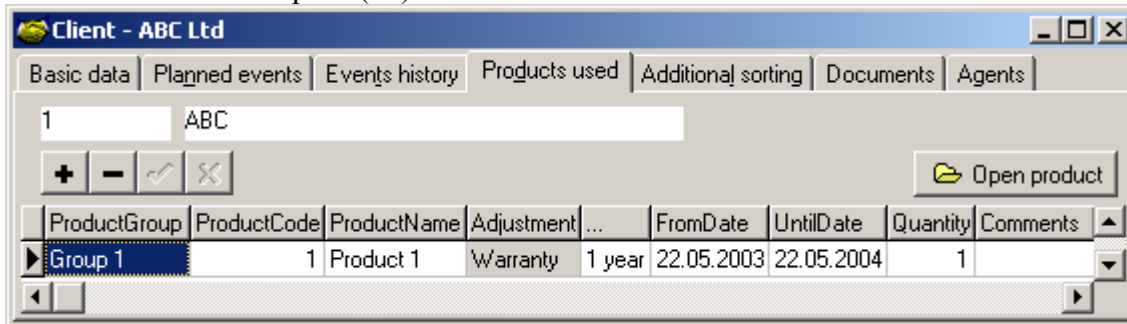 Client - ABC Ltd
Basic data Planned events Events history Products used Additional sorting Documents Agents
1 ABC
Open product
ProductGroup ProductCode ProductName Adjustment ... FromDate UntilDate Quantity Comments
Group 1 1 Product 1 Warranty 1 year 22.05.2003 22.05.2004 1